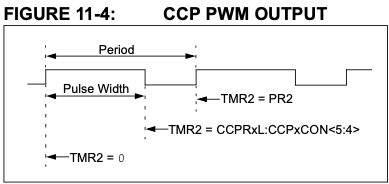 FIGURE 11-4: CCP PWM OUTPUT
Period
Pulse Width
TMR2 = PR2
TMR2 = CCPRxL:CCPxCON<5:4>
TMR2 = 0